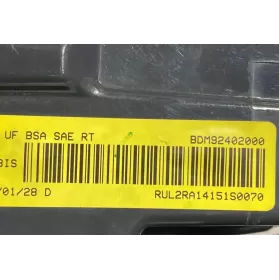 UF BSA SAE RT BDM92402000
BIS
/01/28 D RUL2RA14151S0070